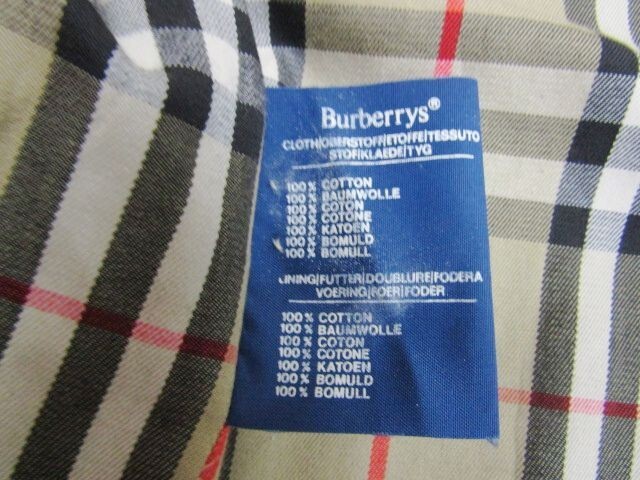 Burberrys®
CLOTH|OBERSTOFF|ETOFFE|TESSUTO
STOF|KLAEDE|TYG
100% COTTON
100% BAUMWOLLE
100% COTON
100% COTONE
100% KATOEN
100% BOMULD
100% BOMULL
LINING|FUTTER|DOUBLURE|FODERA
VOERING|FOER|FODER
100% COTTON
100% BAUMWOLLE
100% COTON
100% COTONE
100% KATOEN
100% BOMULD
100% BOMULL